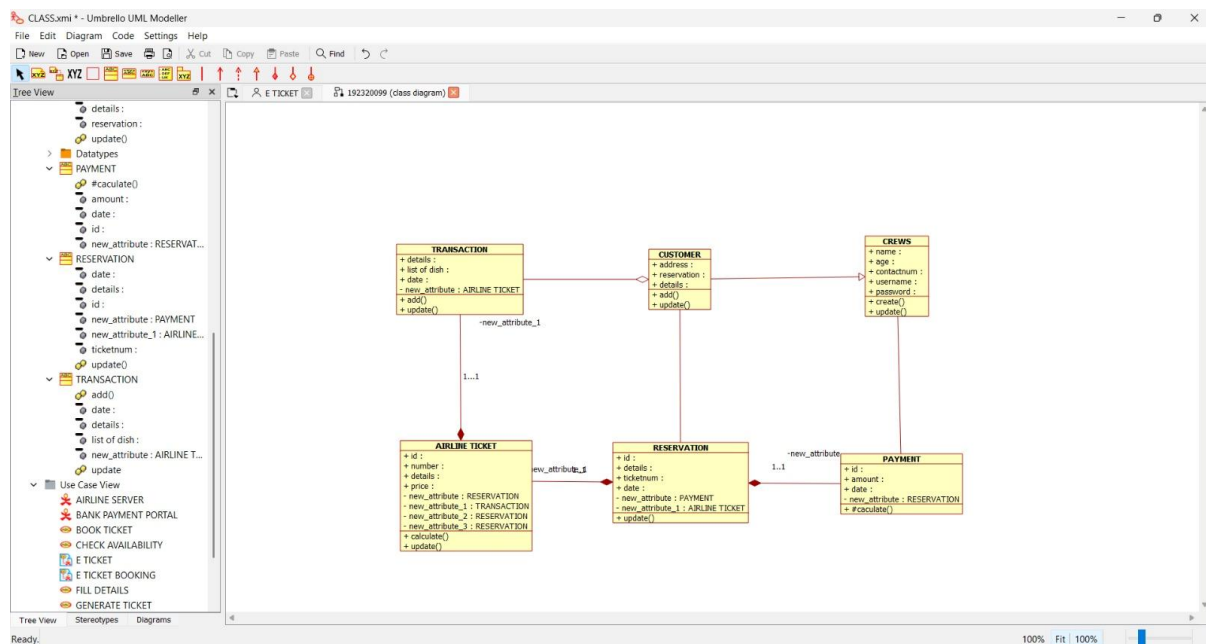 CLASS.xmi * - Umbrello UML Modeller
File Edit Diagram Code Settings Help
New Open Save Cut Copy Paste Find
XYZ
Tree View
E TICKET
192320099 (class diagram)
details :
reservation :
update()
Datatypes
PAYMENT
#caculate()
amount :
date :
id :
new_attribute : RESERVAT...
RESERVATION
date :
details :
id :
new_attribute : PAYMENT
new_attribute_1 : AIRLINE...
ticketnum :
update()
TRANSACTION
add()
date :
details :
list of dish :
new_attribute : AIRLINE T...
update
Use Case View
AIRLINE SERVER
BANK PAYMENT PORTAL
BOOK TICKET
CHECK AVAILABILITY
E TICKET
E TICKET BOOKING
FILL DETAILS
GENERATE TICKET
Tree View Stereotypes Diagrams
TRANSACTION
+ details :
+ list of dish :
+ date :
- new_attribute : AIRLINE TICKET
+ add()
+ update()
CUSTOMER
+ address :
+ reservation :
+ details :
+ add()
+ update()
CREWS
+ name :
+ age :
+ contactnum :
+ username :
+ password :
+ create()
+ update()
-new_attribute_1
1...1
AIRLINE TICKET
+ id :
+ number :
+ details :
+ price :
- new_attribute : RESERVATION
- new_attribute_1 : TRANSACTION
- new_attribute_2 : RESERVATION
- new_attribute_3 : RESERVATION
+ calculate()
+ update()
RESERVATION
+ id :
+ details :
+ ticketnum :
+ date :
- new_attribute : PAYMENT
- new_attribute_1 : AIRLINE TICKET
+ update()
-new_attribute
1..1
PAYMENT
+ id :
+ amount :
+ date :
- new_attribute : RESERVATION
+ #caculate()
Ready.
100% Fit 100%